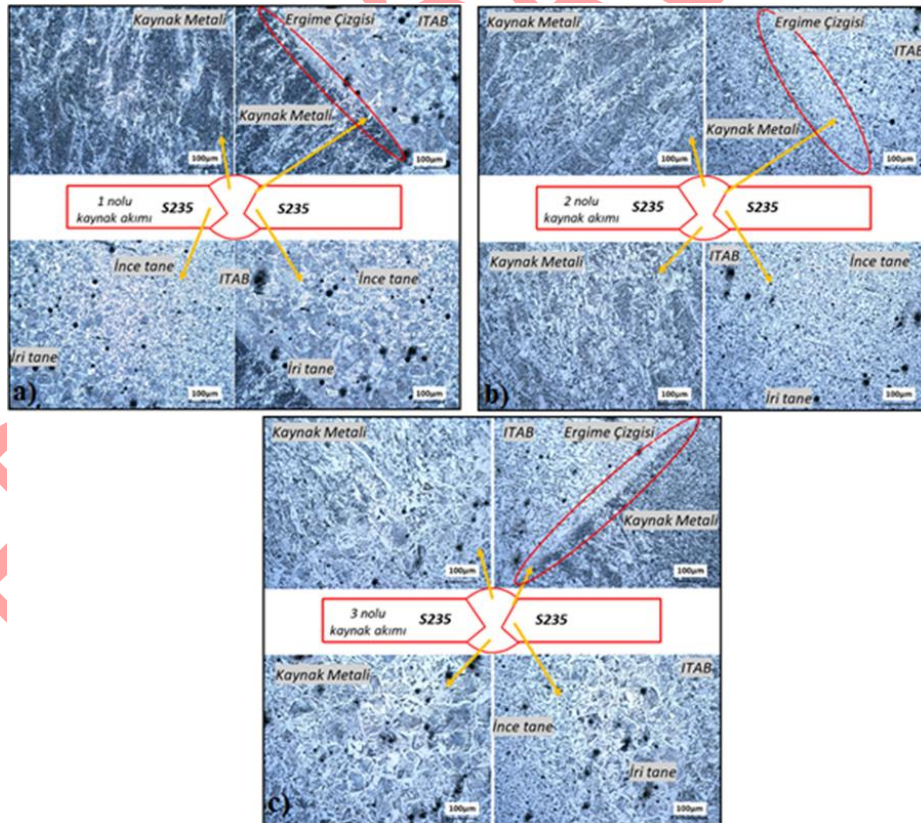 Kaynak Metali
Ergime Çizgisi
ITAB
Kaynak Metali
100µm
100µm
1 nolu
kaynak akımı
S235
S235
İnce tane
ITAB
İnce tane
İri tane
İri tane
100µm
100µm
a)
Kaynak Metali
Ergime Çizgisi
ITAB
Kaynak Metali
100µm
100µm
2 nolu
kaynak akımı
S235
S235
Kaynak Metali
ITAB
İnce tane
İri tane
100µm
100µm
b)
Kaynak Metali
ITAB
Ergime Çizgisi
Kaynak Metali
100µm
100µm
3 nolu
kaynak akımı
S235
S235
Kaynak Metali
ITAB
İnce tane
İri tane
100µm
100µm
c)